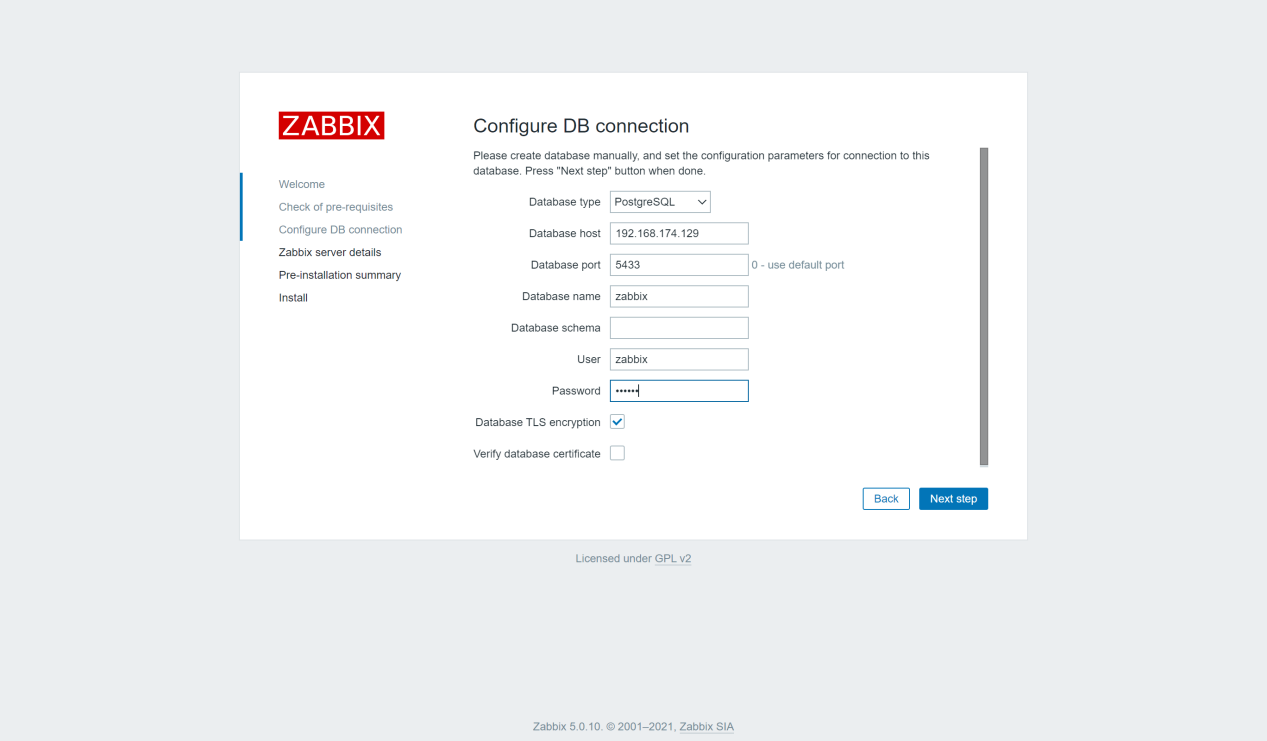 ZABBIX
Welcome
Check of pre-requisites
Configure DB connection
Zabbix server details
Pre-installation summary
Install
Configure DB connection
Please create database manually, and set the configuration parameters for connection to this
database. Press "Next step" button when done.
Database type PostgreSQL
Database host 192.168.174.129
Database port 5433 0 - use default port
Database name zabbix
Database schema
User zabbix
Password ••••••
Database TLS encryption
Verify database certificate
Back Next step
Licensed under GPL v2
Zabbix 5.0.10. © 2001–2021, Zabbix SIA